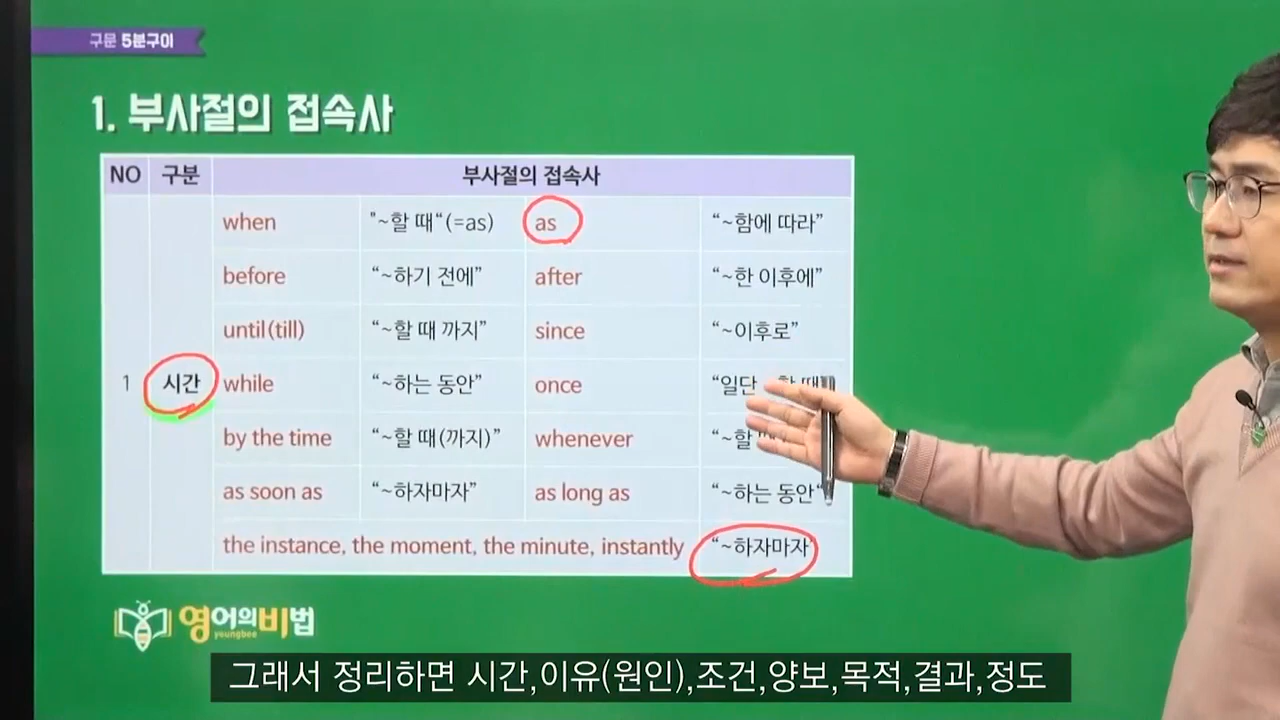 구문 5분구이
1. 부사절의 접속사
NO 구분 부사절의 접속사
when "~할 때“(=as) as “~함에 따라”
before “~하기 전에” after “~한 이후에”
until(till) “~할 때 까지” since “~이후로”
1 시간 while “~하는 동안” once “일단
by the time “~할 때(까지)” whenever “~할
as soon as “~하자마자” as long as “~하는 동안“
the instance, the moment, the minute, instantly “~하자마자”
영어의비법
youngbee
그래서 정리하면 시간,이유(원인),조건,양보,목적,결과,정도